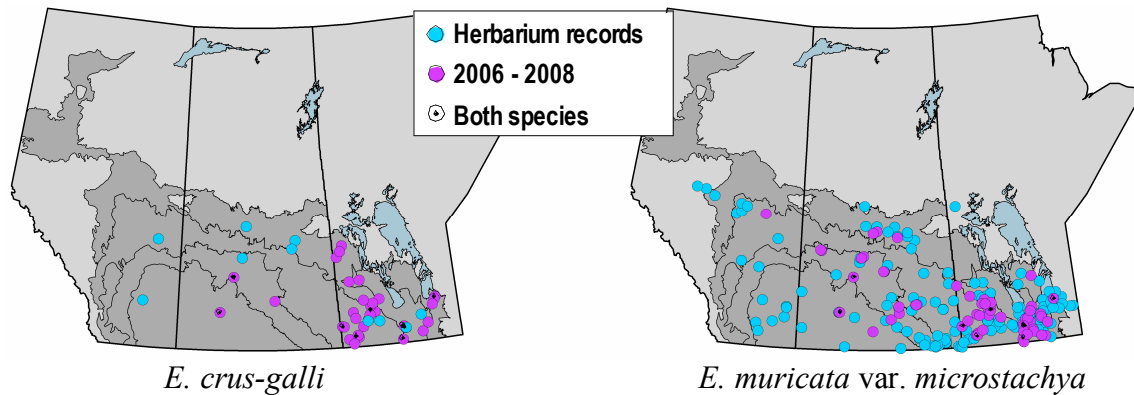 Herbarium records
2006 - 2008
Both species
E. crus-galli
E. muricata var. microstachya